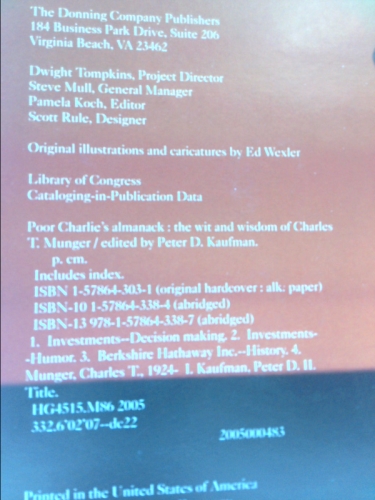 The Donning Company Publishers
184 Business Park Drive, Suite 206
Virginia Beach, VA 23462
Dwight Tompkins, Project Director
Steve Mull, General Manager
Pamela Koch, Editor
Scott Rule, Designer
Original illustrations and caricatures by Ed Wexler
Library of Congress
Cataloging-in-Publication Data
Poor Charlie's almanack : the wit and wisdom of Charles
T. Munger / edited by Peter D. Kaufman.
p. cm.
Includes index.
ISBN 1-57864-303-1 (original hardcover : alk. paper)
ISBN-10 1-57864-338-4 (abridged)
ISBN-13 978-1-57864-338-7 (abridged)
1. Investments--Decision making. 2. Investments-
-Humor. 3. Berkshire Hathaway Inc.--History. 4.
Munger, Charles T., 1924- I. Kaufman, Peter D. II.
Title.
HG4515.M86 2005
332.6'02'07--dc22
2005000483
Printed in the United States of America